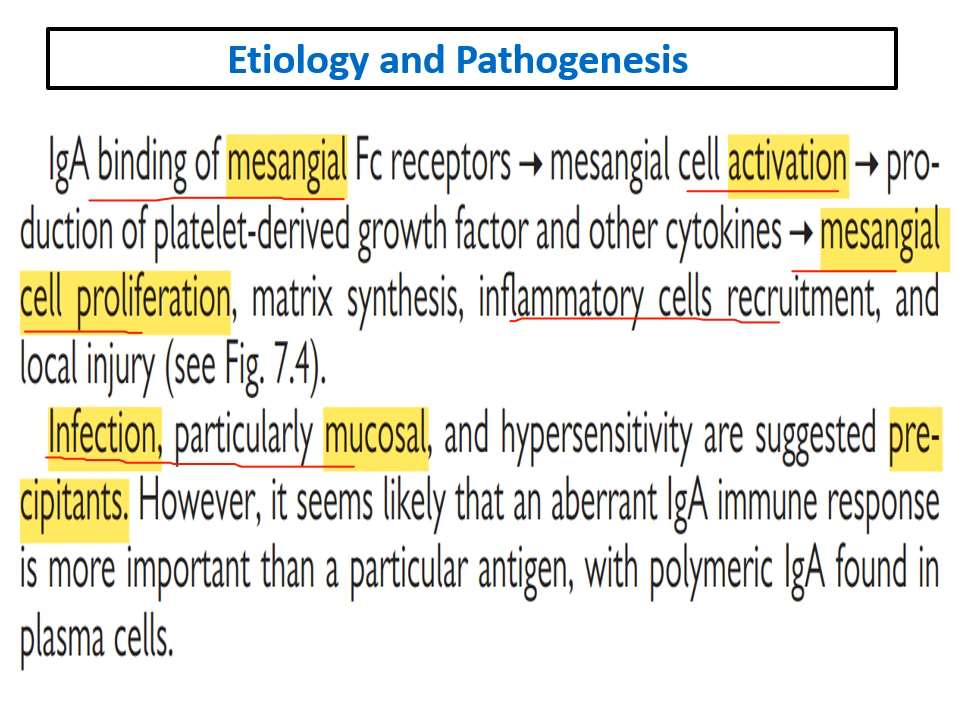 Etiology and Pathogenesis
IgA binding of mesangial Fc receptors → mesangial cell activation → pro-
duction of platelet-derived growth factor and other cytokines → mesangial
cell proliferation, matrix synthesis, inflammatory cells recruitment, and
local injury (see Fig. 7.4).
Infection, particularly mucosal, and hypersensitivity are suggested pre-
cipitants. However, it seems likely that an aberrant IgA immune response
is more important than a particular antigen, with polymeric IgA found in
plasma cells.